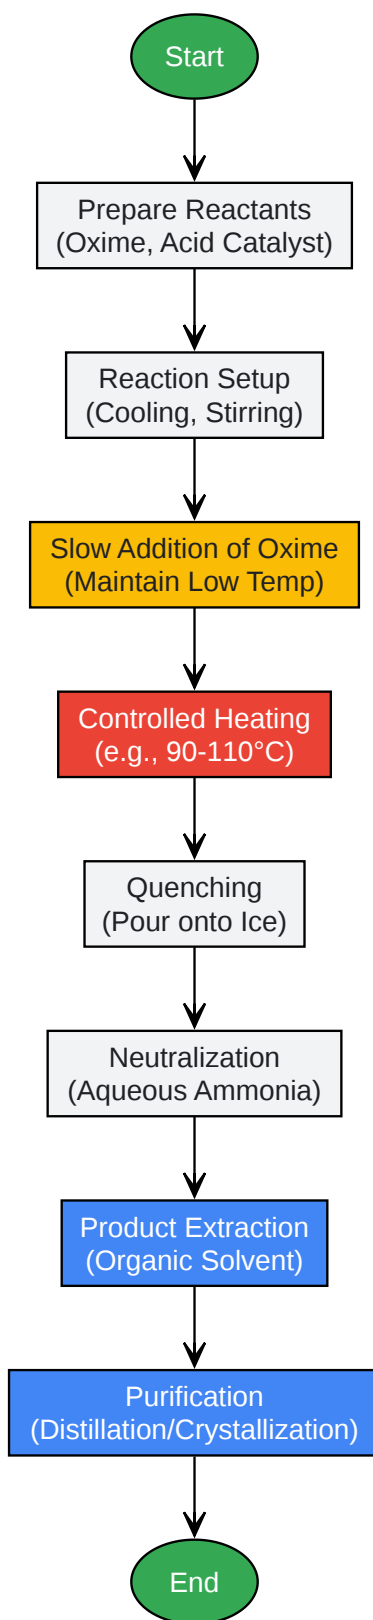 Start
Prepare Reactants
(Oxime, Acid Catalyst)
Reaction Setup
(Cooling, Stirring)
Slow Addition of Oxime
(Maintain Low Temp)
Controlled Heating
(e.g., 90-110°C)
Quenching
(Pour onto Ice)
Neutralization
(Aqueous Ammonia)
Product Extraction
(Organic Solvent)
Purification
(Distillation/Crystallization)
End